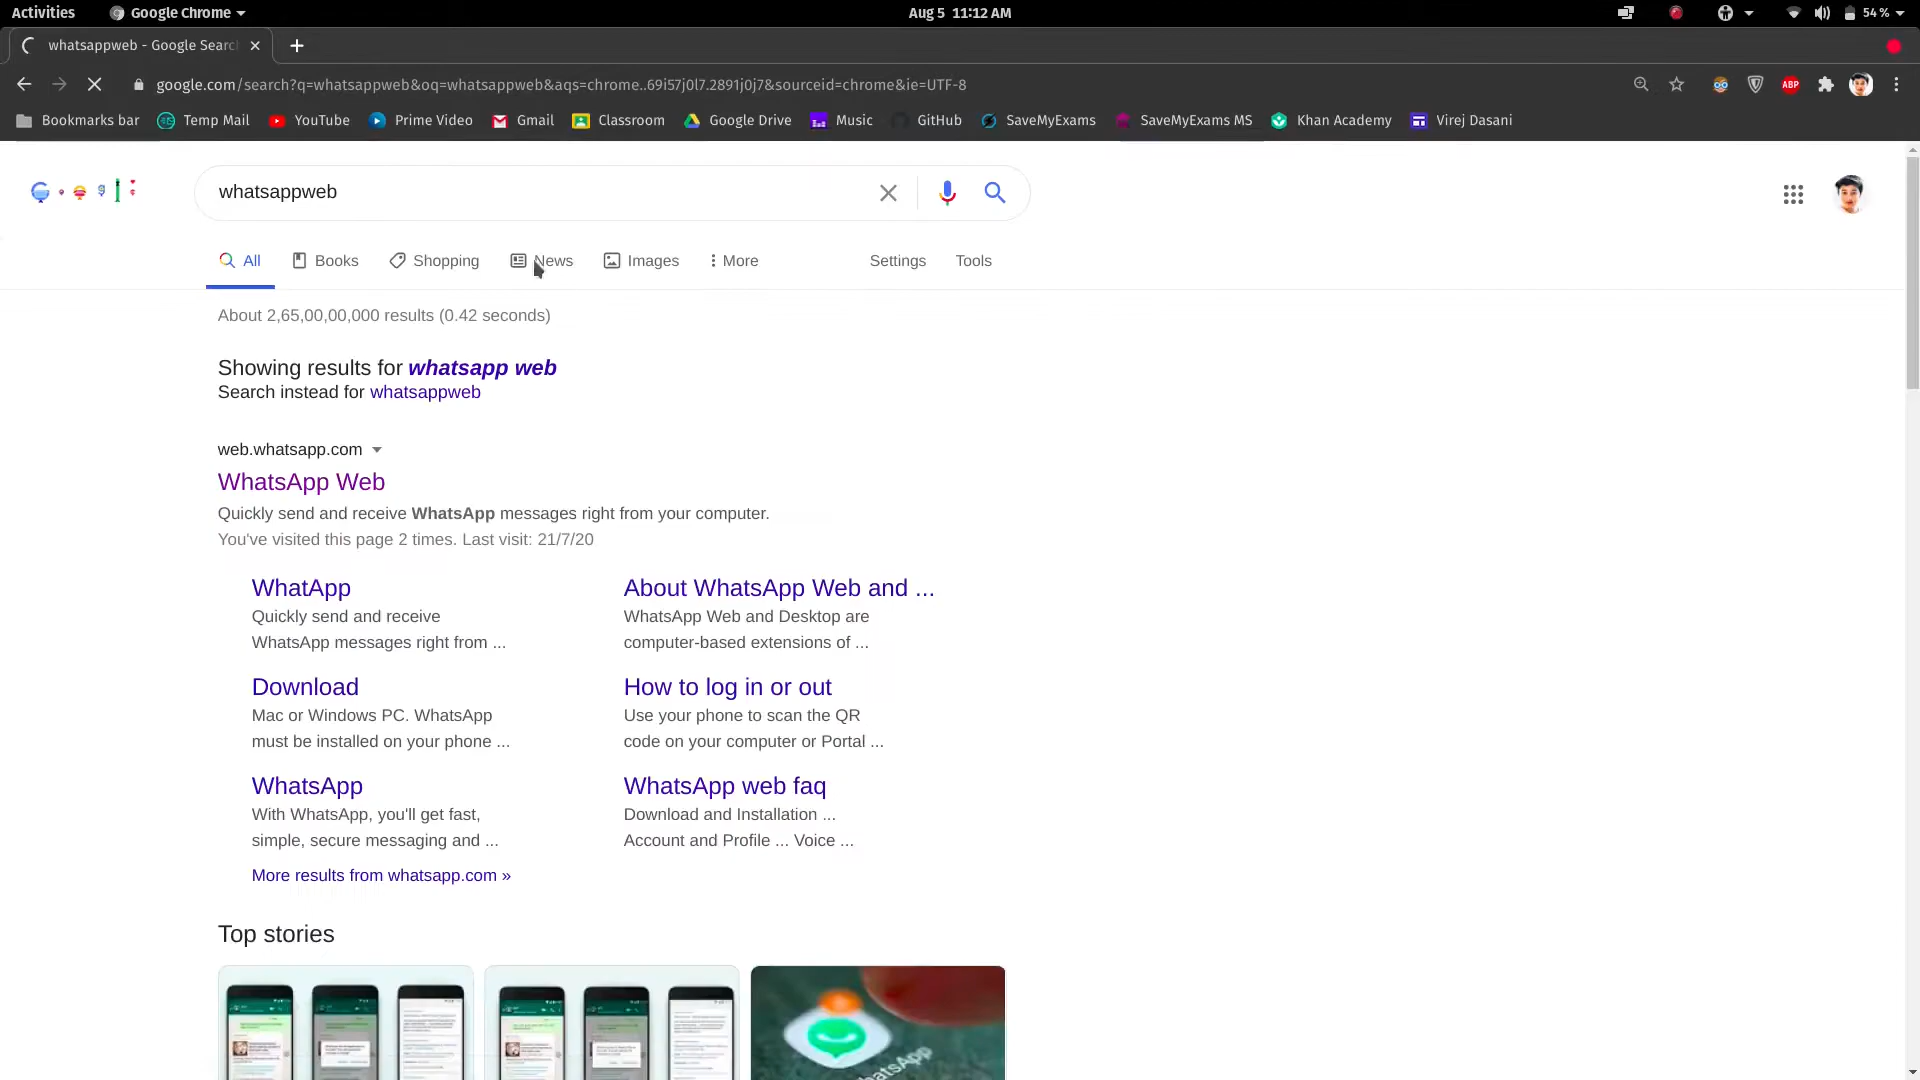 Activities Google Chrome Aug 5 11:12 AM 54 %
whatsappweb - Google Searc
google.com/search?q=whatsappweb&oq=whatsappweb&aqs=chrome..69i57j0l7.2891j0j7&sourceid=chrome&ie=UTF-8 ABP
Bookmarks bar Temp Mail YouTube Prime Video Gmail Classroom Google Drive Music GitHub SaveMyExams SaveMyExams MS Khan Academy Virej Dasani
whatsappweb
All Books Shopping News Images More Settings Tools
About 2,65,00,00,000 results (0.42 seconds)
Showing results for whatsapp web
Search instead for whatsappweb
web.whatsapp.com
WhatsApp Web
Quickly send and receive WhatsApp messages right from your computer.
You've visited this page 2 times. Last visit: 21/7/20
WhatApp
Quickly send and receive
WhatsApp messages right from ...
About WhatsApp Web and ...
WhatsApp Web and Desktop are
computer-based extensions of ...
Download
Mac or Windows PC. WhatsApp
must be installed on your phone ...
How to log in or out
Use your phone to scan the QR
code on your computer or Portal ...
WhatsApp
With WhatsApp, you'll get fast,
simple, secure messaging and ...
WhatsApp web faq
Download and Installation ...
Account and Profile ... Voice ...
More results from whatsapp.com »
Top stories